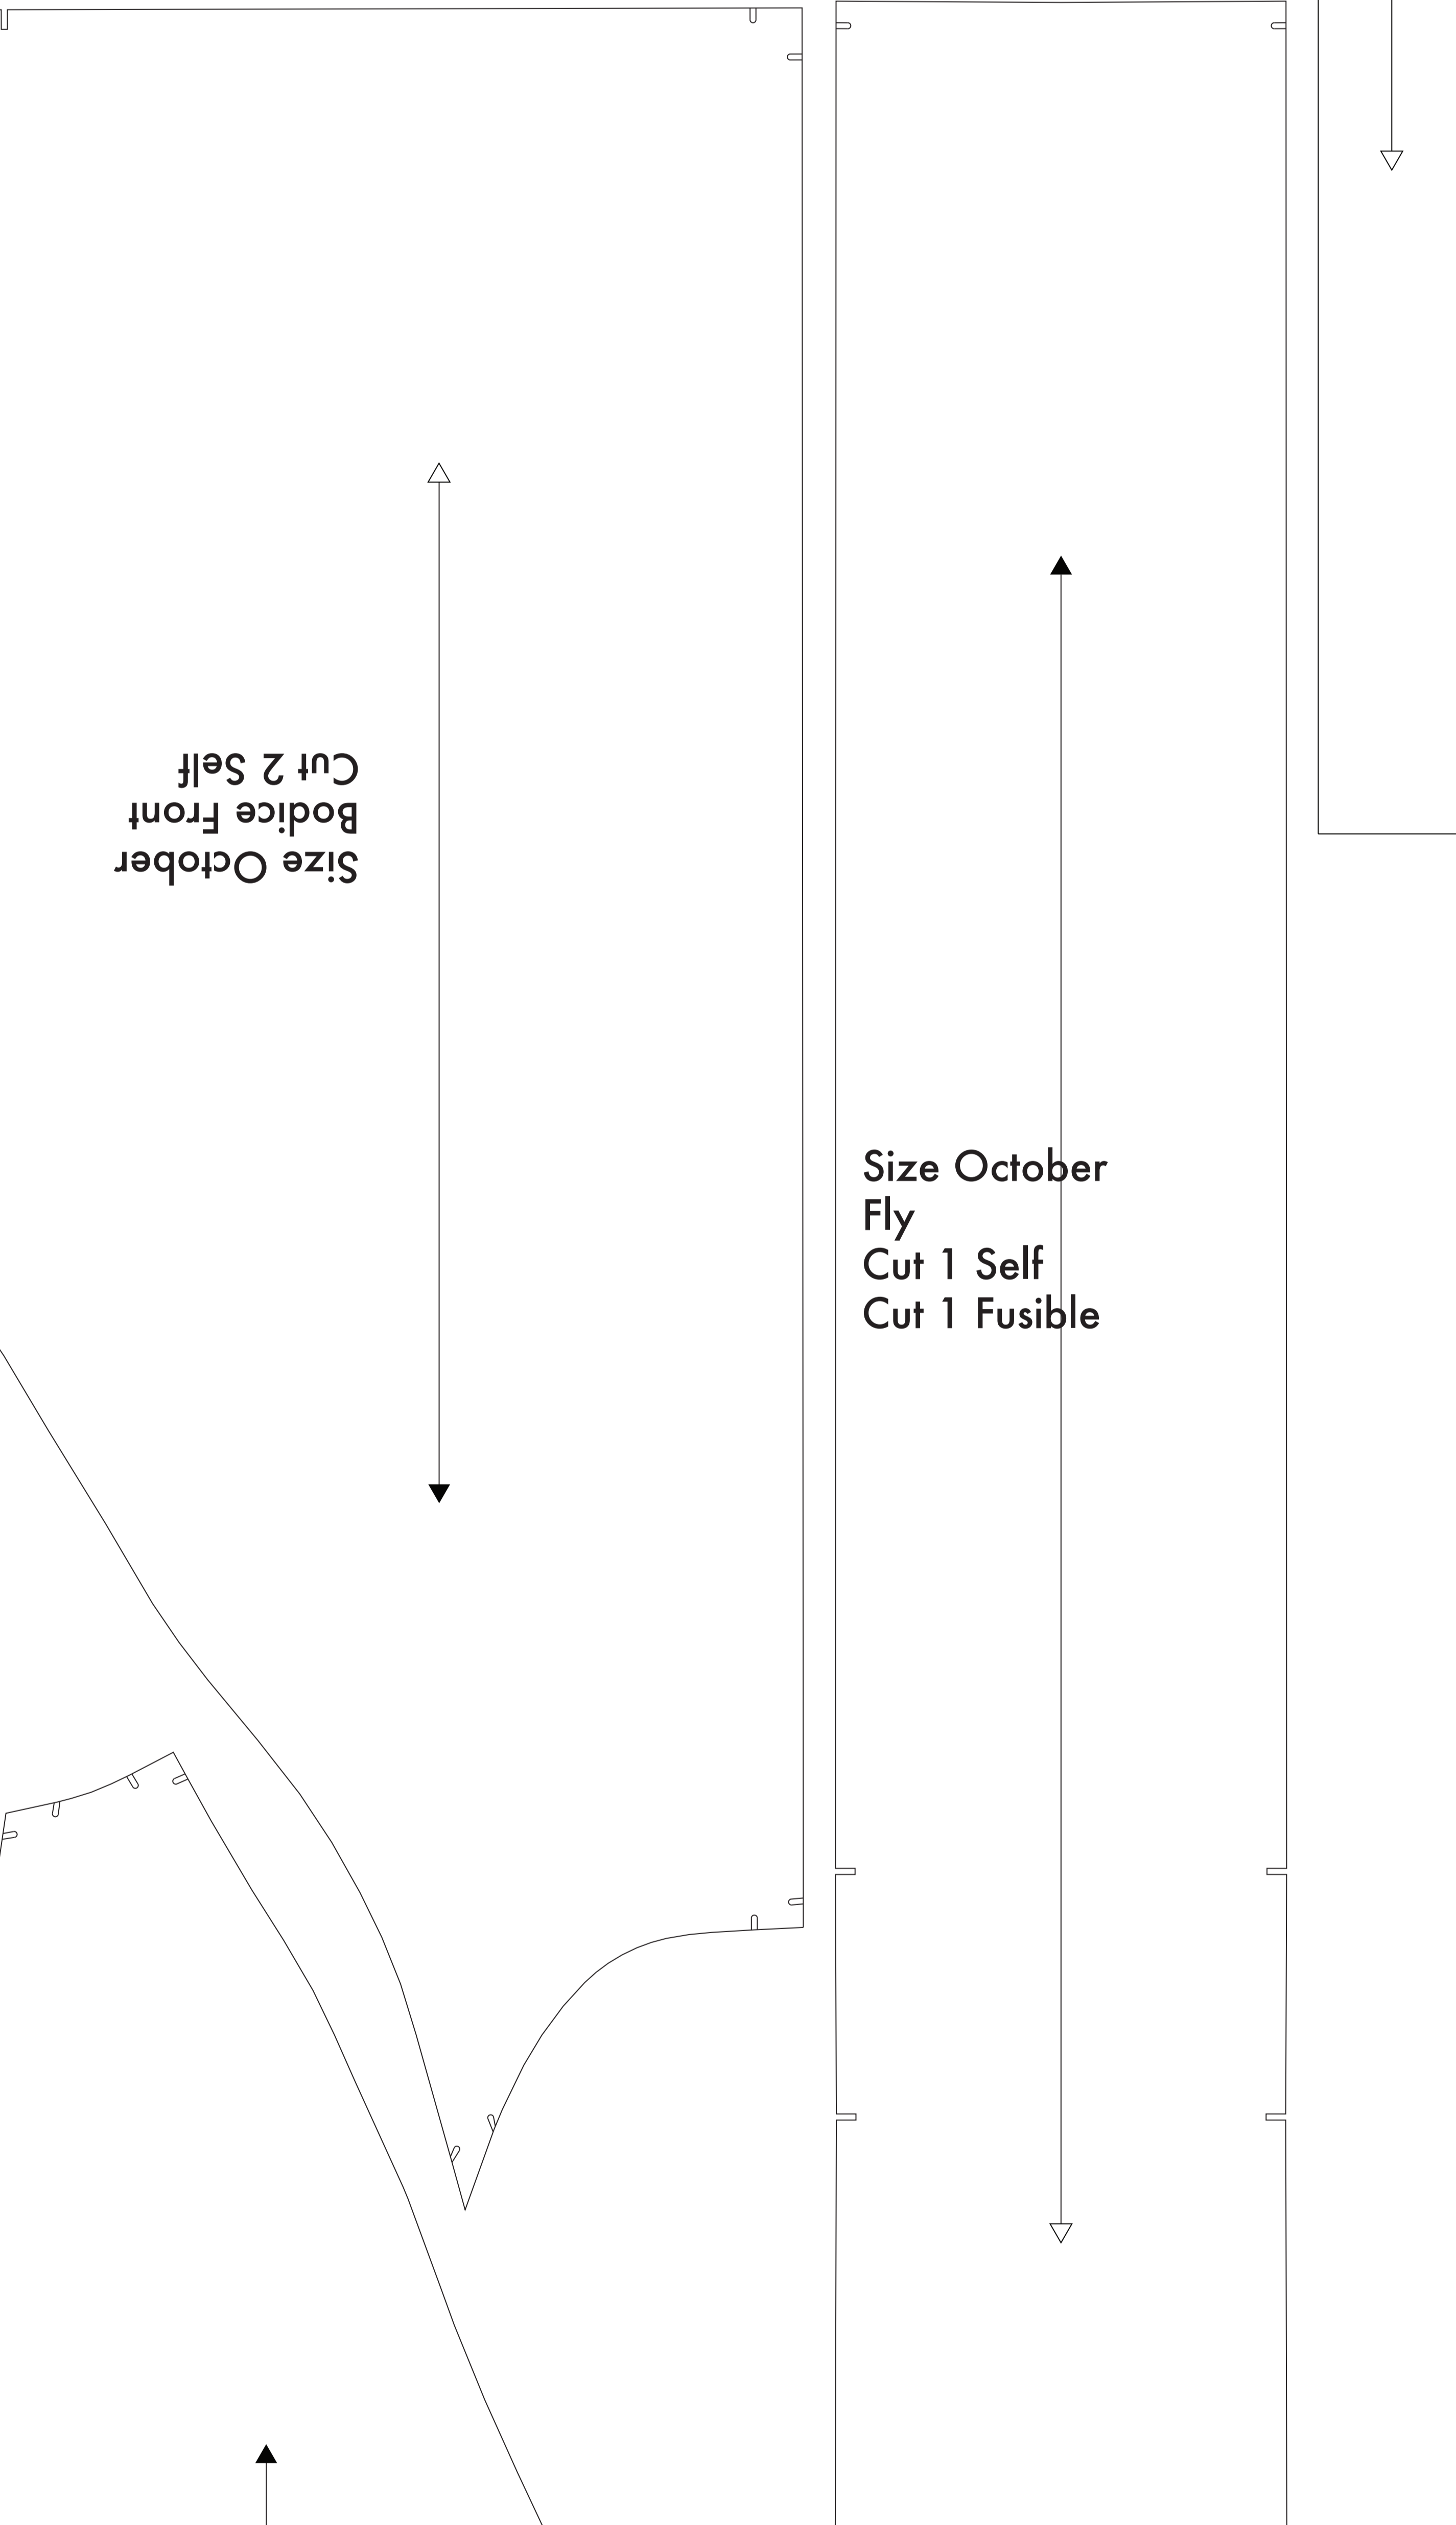 Size October
Bodice Front
Cut 2 Self
Size October
Fly
Cut 1 Self
Cut 1 Fusible